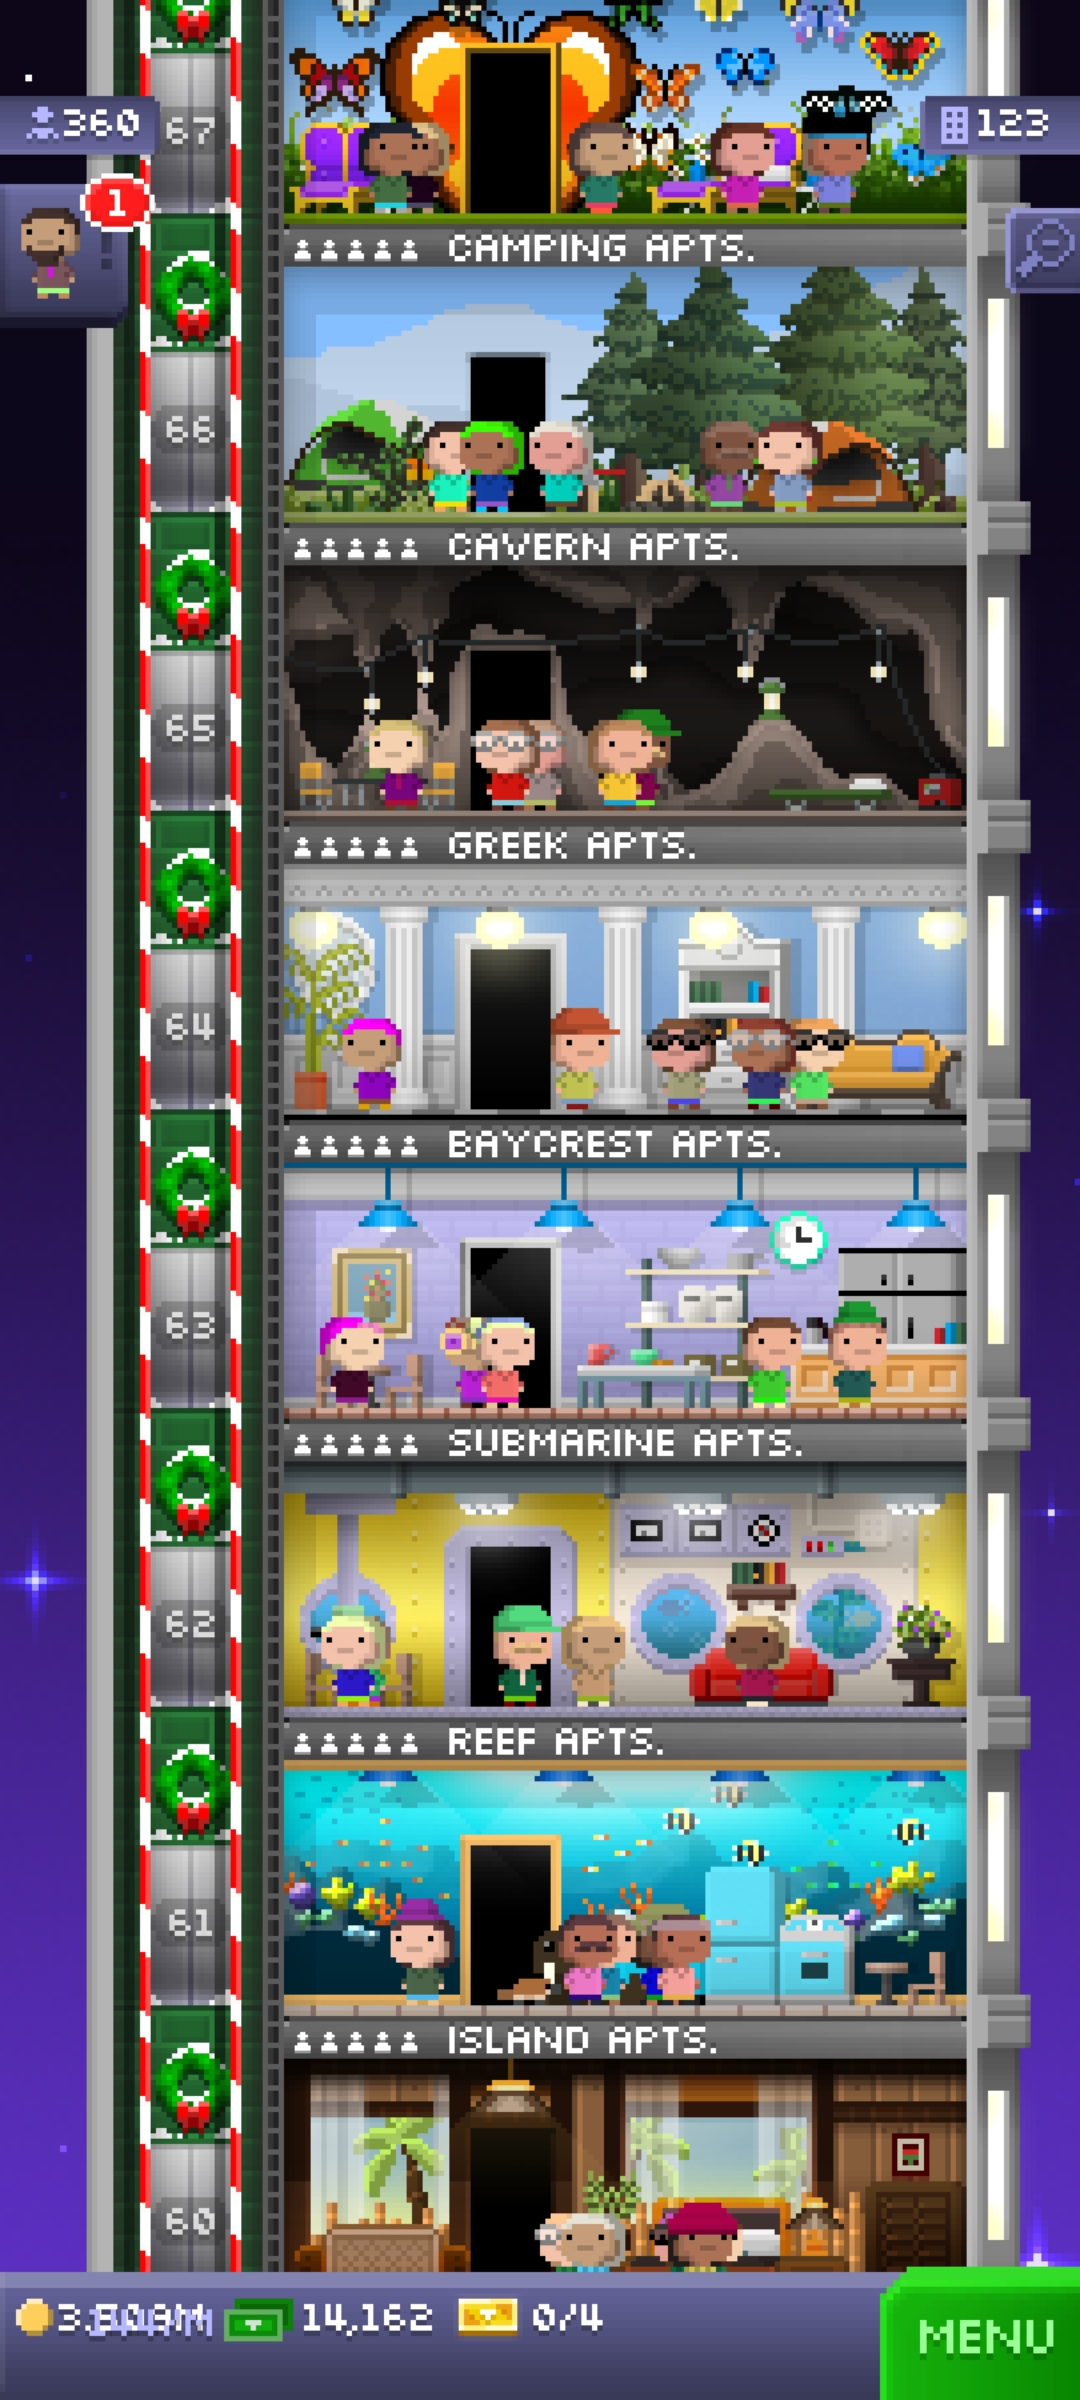 67
360
123
1
CAMPING APTS.
66
CAVERN APTS.
65
GREEK APTS.
64
BAYCREST APTS.
63
SUBMARINE APTS.
62
REEF APTS.
61
ISLAND APTS.
60
14,162
0/4
MENU